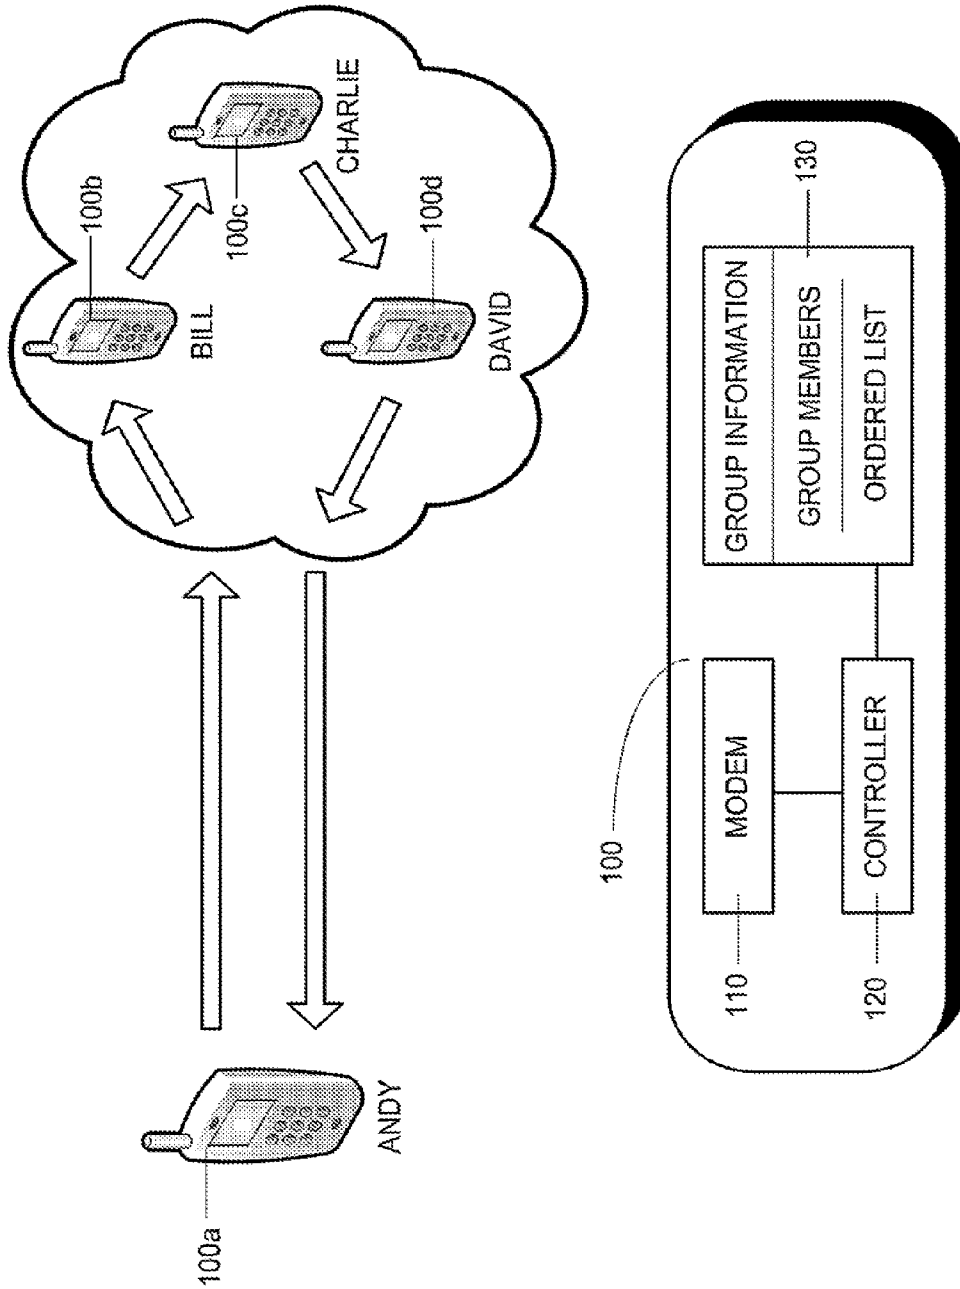 100a
ANDY
100b
BILL
100c
CHARLIE
100d
DAVID
100
110
MODEM
120
CONTROLLER
GROUP INFORMATION
GROUP MEMBERS
ORDERED LIST
130